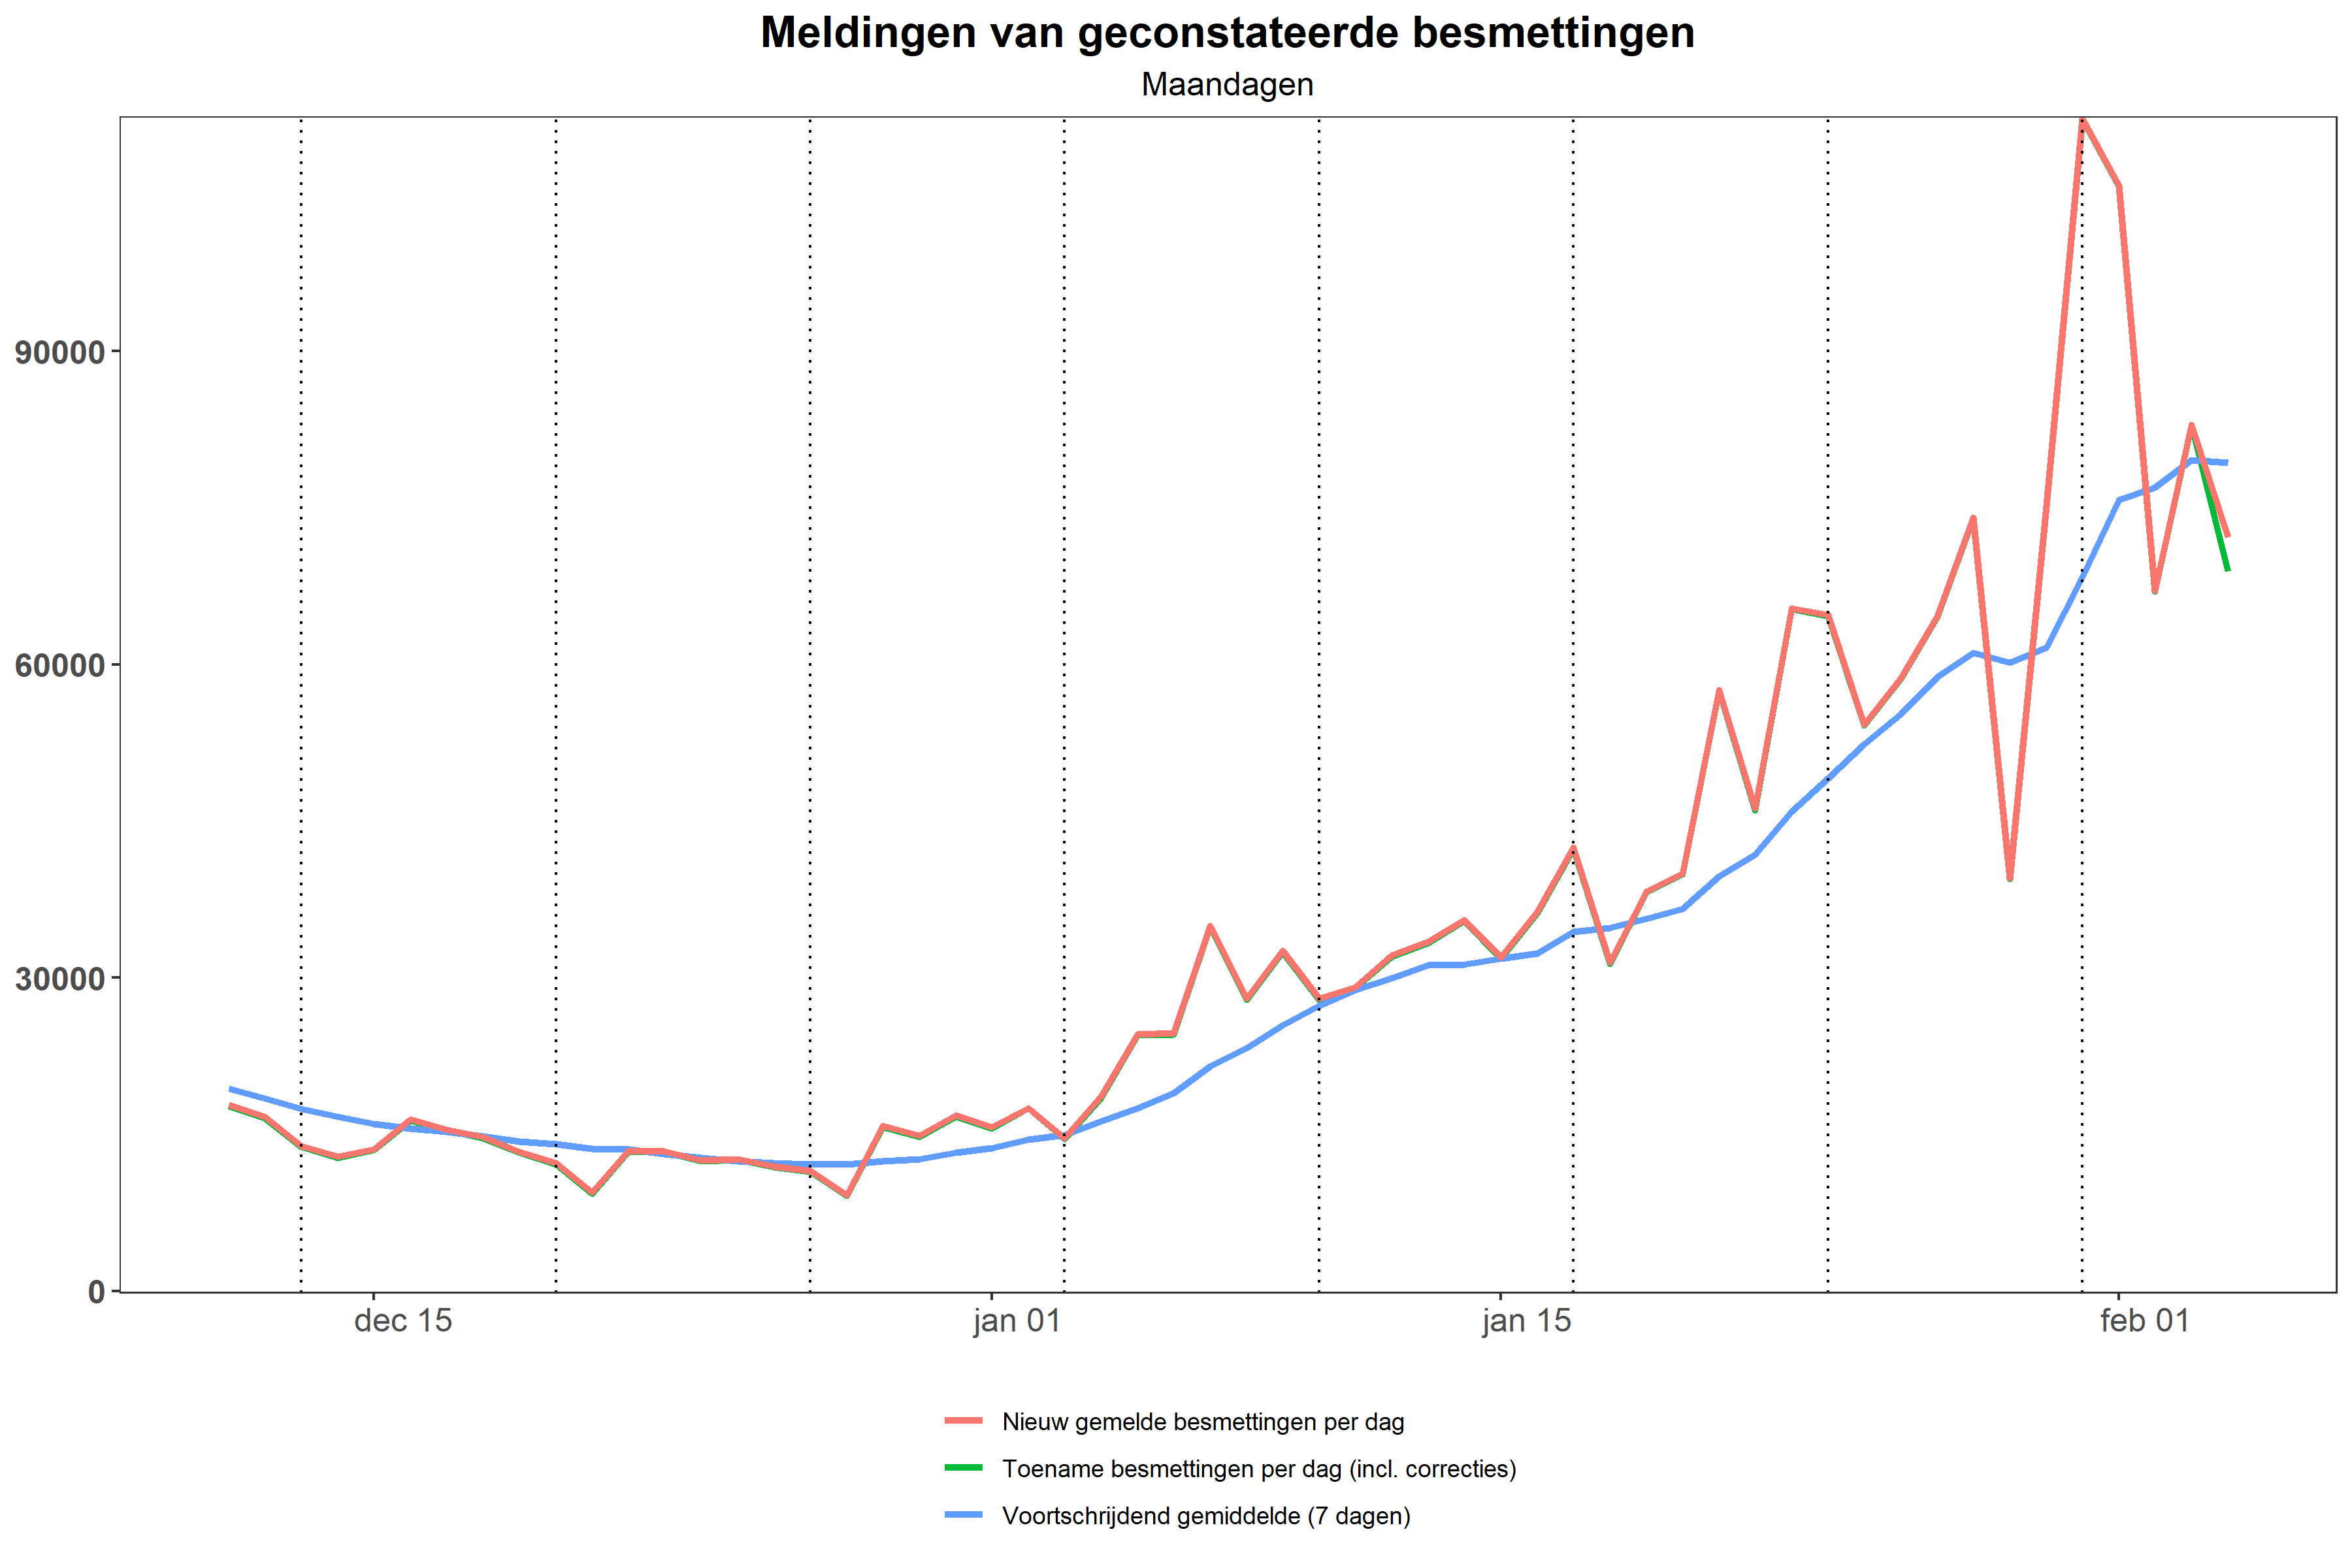 Meldingen van geconstateerde besmettingen
Maandagen
90000
60000
30000
0
dec 15
jan 01
jan 15
feb 01
Nieuw gemelde besmettingen per dag
Toename besmettingen per dag (incl. correcties)
Voortschrijdend gemiddelde (7 dagen)